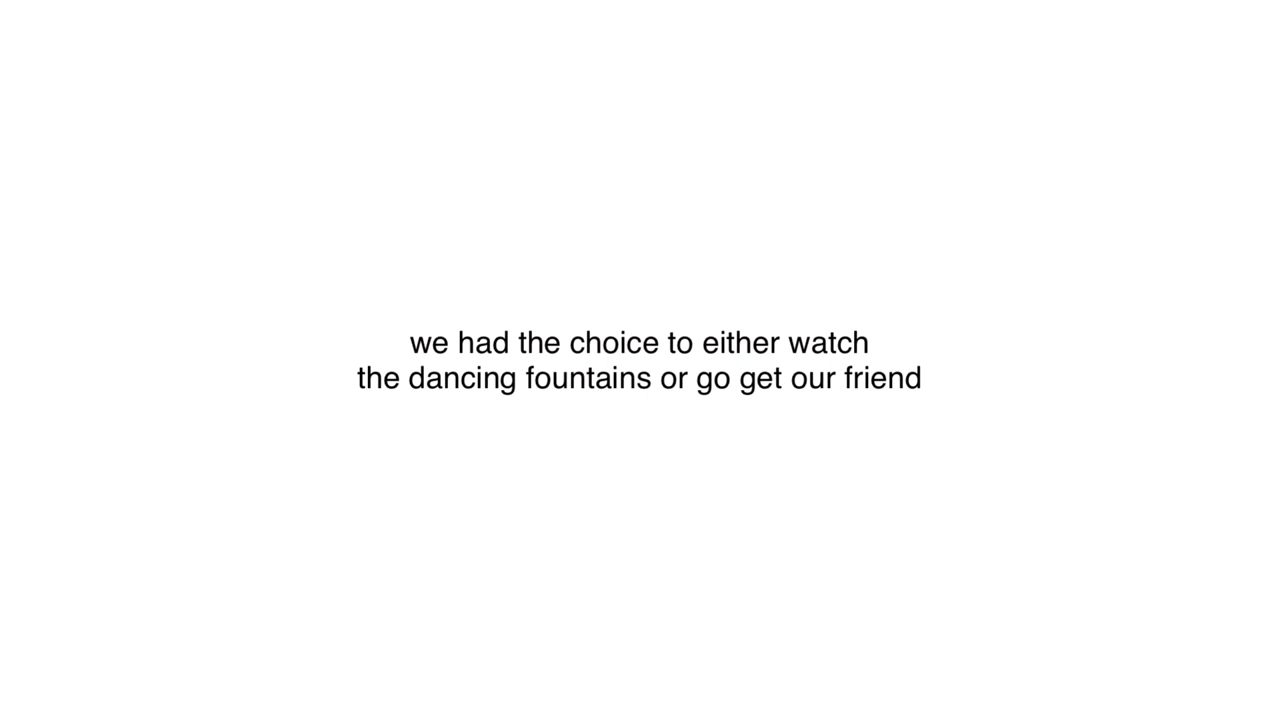 we had the choice to either watch
the dancing fountains or go get our friend